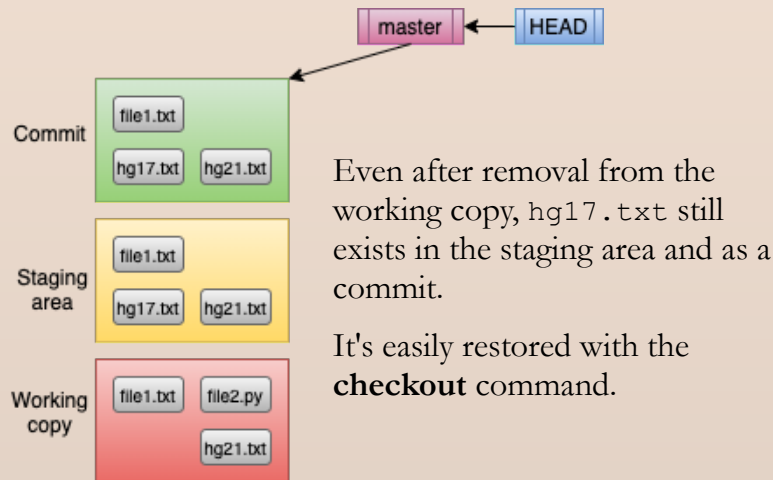 master
HEAD
Commit
file1.txt
hg17.txt hg21.txt
Even after removal from the
working copy, hg17.txt still
exists in the staging area and as a
commit.
It's easily restored with the
checkout command.
Staging
area
file1.txt
hg17.txt hg21.txt
Working
copy
file1.txt file2.py
hg21.txt